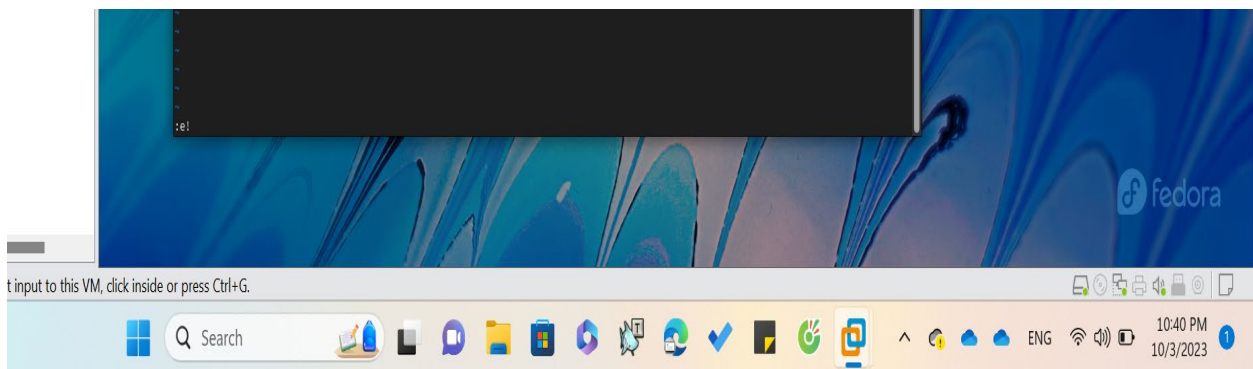 ~
~
~
~
~
~
:e!
fedora
t input to this VM, click inside or press Ctrl+G.
Search
T
ENG
10:40 PM
10/3/2023
1